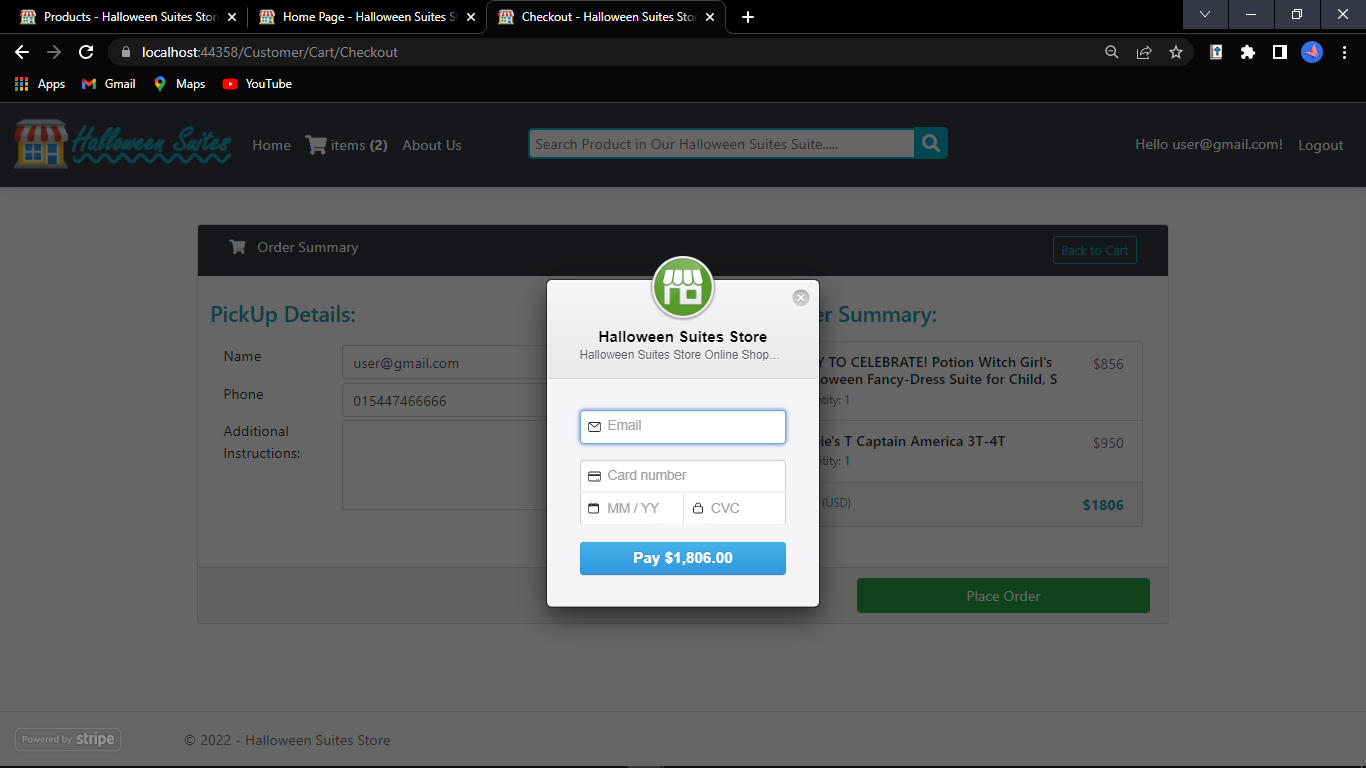 Products - Halloween Suites Stor
Home Page - Halloween Suites S
Checkout - Halloween Suites Stor
localhost:44358/Customer/Cart/Checkout
Apps
Gmail
Maps
YouTube
Halloween Suites
Home
items (2)
About Us
Search Product in Our Halloween Suites Suite.....
Hello user@gmail.com!
Logout
Order Summary
Back to Cart
PickUp Details:
Name
user@gmail.com
Phone
015447466666
Additional
Instructions:
Halloween Suites Store
Halloween Suites Store Online Shop...
Email
Card number
MM / YY
CVC
Pay $1,806.00
er Summary:
Y TO CELEBRATE! Potion Witch Girl's
oween Fancy-Dress Suite for Child, S
$856
ntity: 1
ie's T Captain America 3T-4T
$950
ntity: 1
(USD)
$1806
Place Order
Powered by stripe
© 2022 - Halloween Suites Store